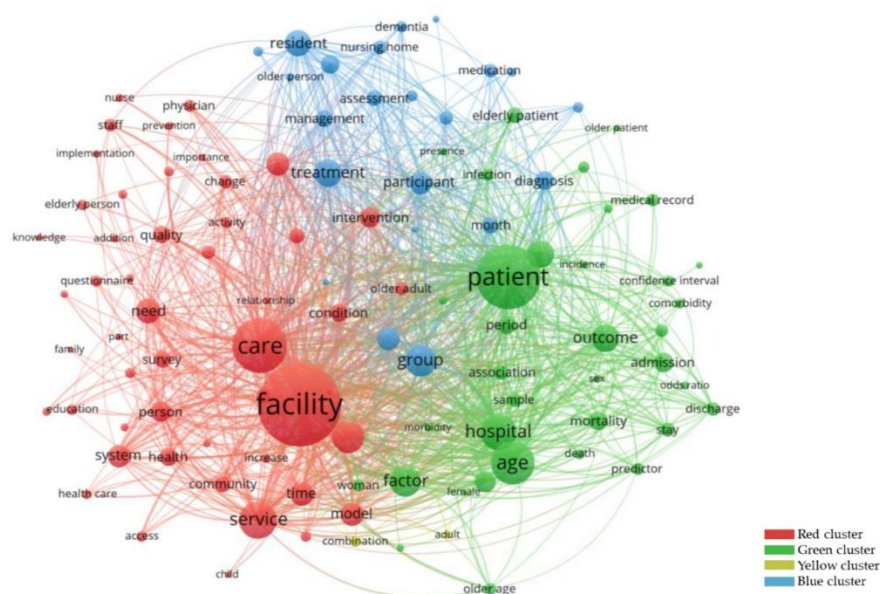 dementia
resident
nursing home
older person
medication
nurse
physician
assessment
staff
prevention
management
elderly patient
older patient
implementation
importance
presence
treatment
infection
change
participant
diagnosis
elderly person
medical record
activity
intervention
month
knowledge
addition
quality
patient
incidence
questionnaire
older adult
confidence interval
relationship
comorbidity
need
condition
period
part
outcome
care
family
survey
group
association
admission
sex
odds ratio
facility
sample
education
person
discharge
morbidity
hospital
mortality
stay
system
health
increase
death
age
predictor
community
woman
factor
female
health care
time
service
model
access
combination
adult
child
older age
Red cluster
Green cluster
Yellow cluster
Blue cluster